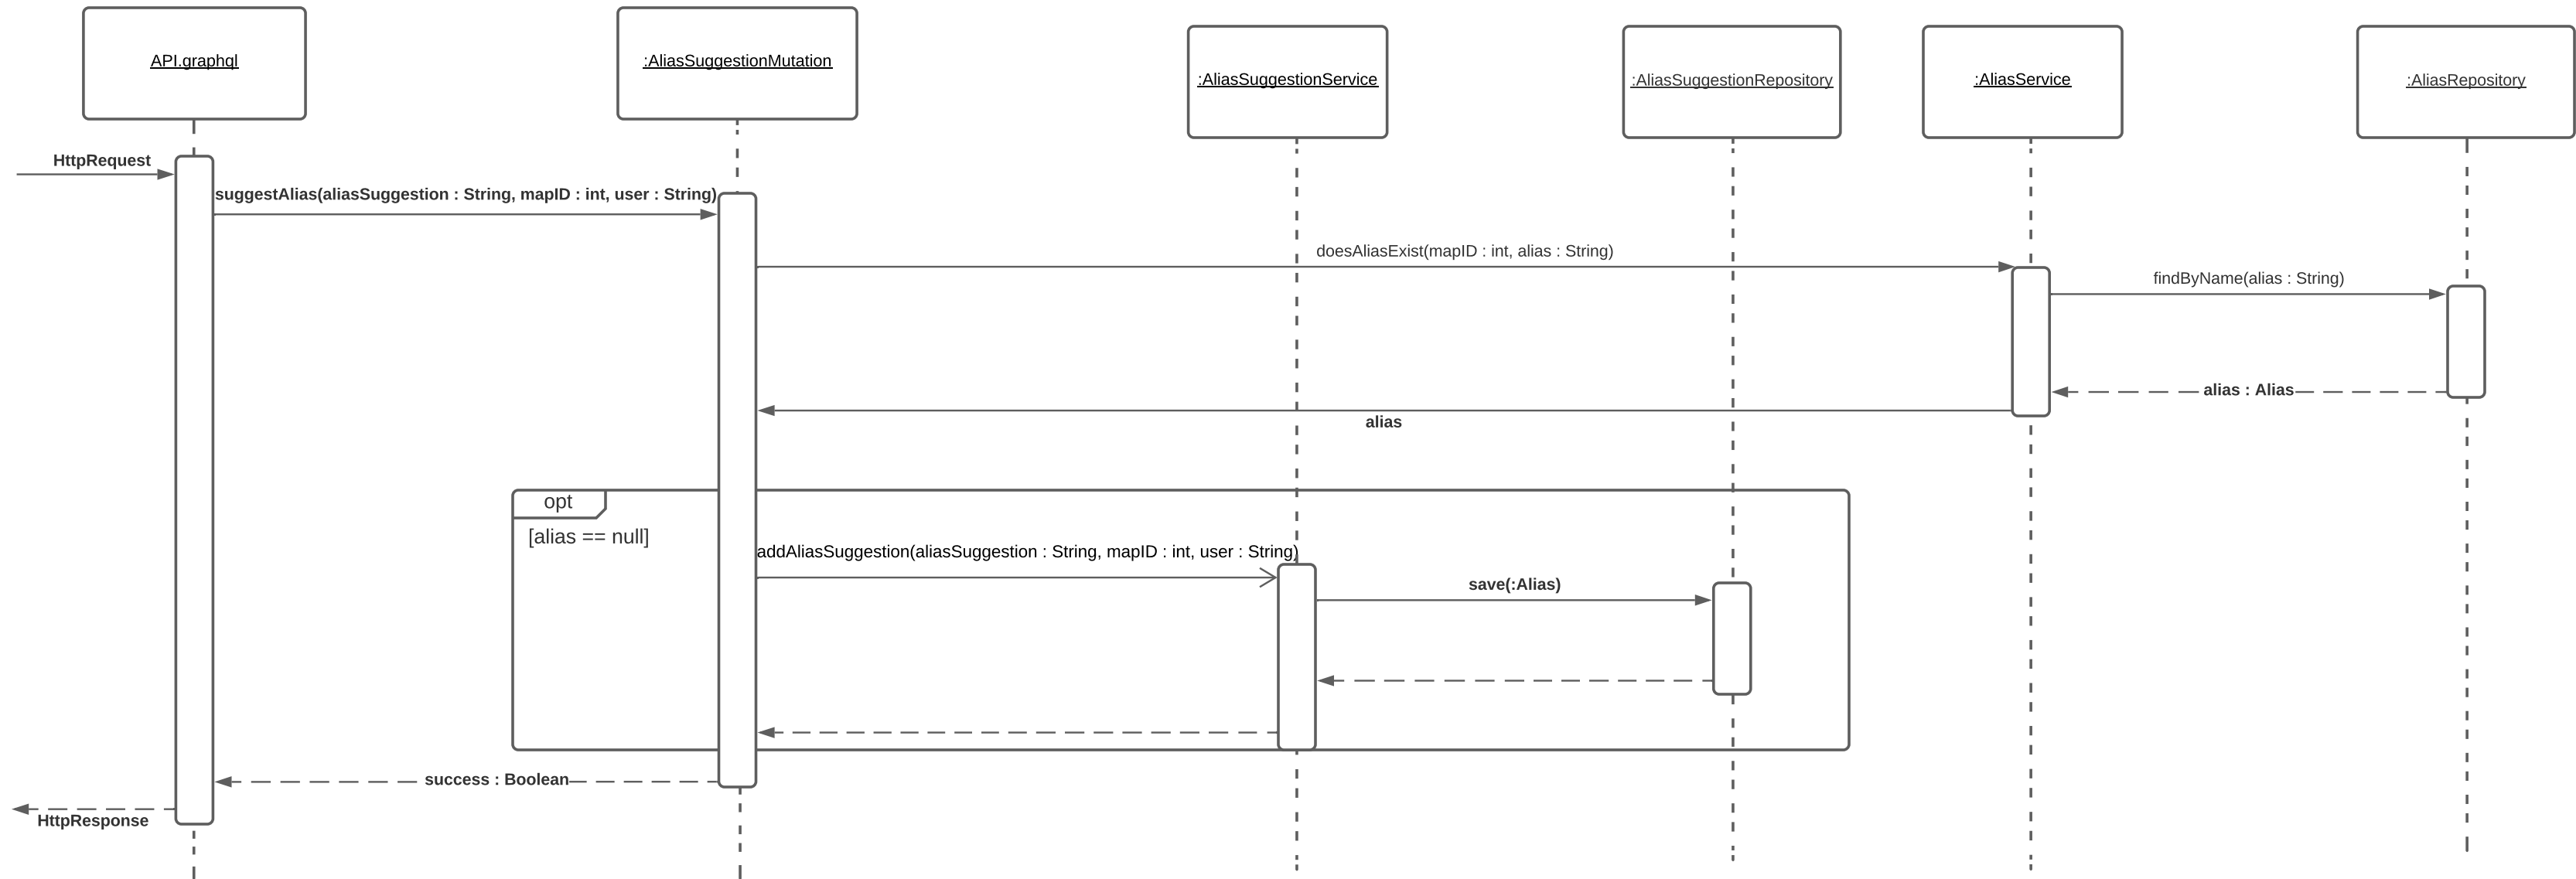 API.graphql
:AliasSuggestionMutation
:AliasSuggestionService
:AliasSuggestionRepository
:AliasService
:AliasRepository
HttpRequest
suggestAlias(aliasSuggestion : String, mapID : int, user : String)
doesAliasExist(mapID : int, alias : String)
findByName(alias : String)
alias : Alias
alias
opt
[alias == null]
addAliasSuggestion(aliasSuggestion : String, mapID : int, user : String)
save(:Alias)
success : Boolean
HttpResponse